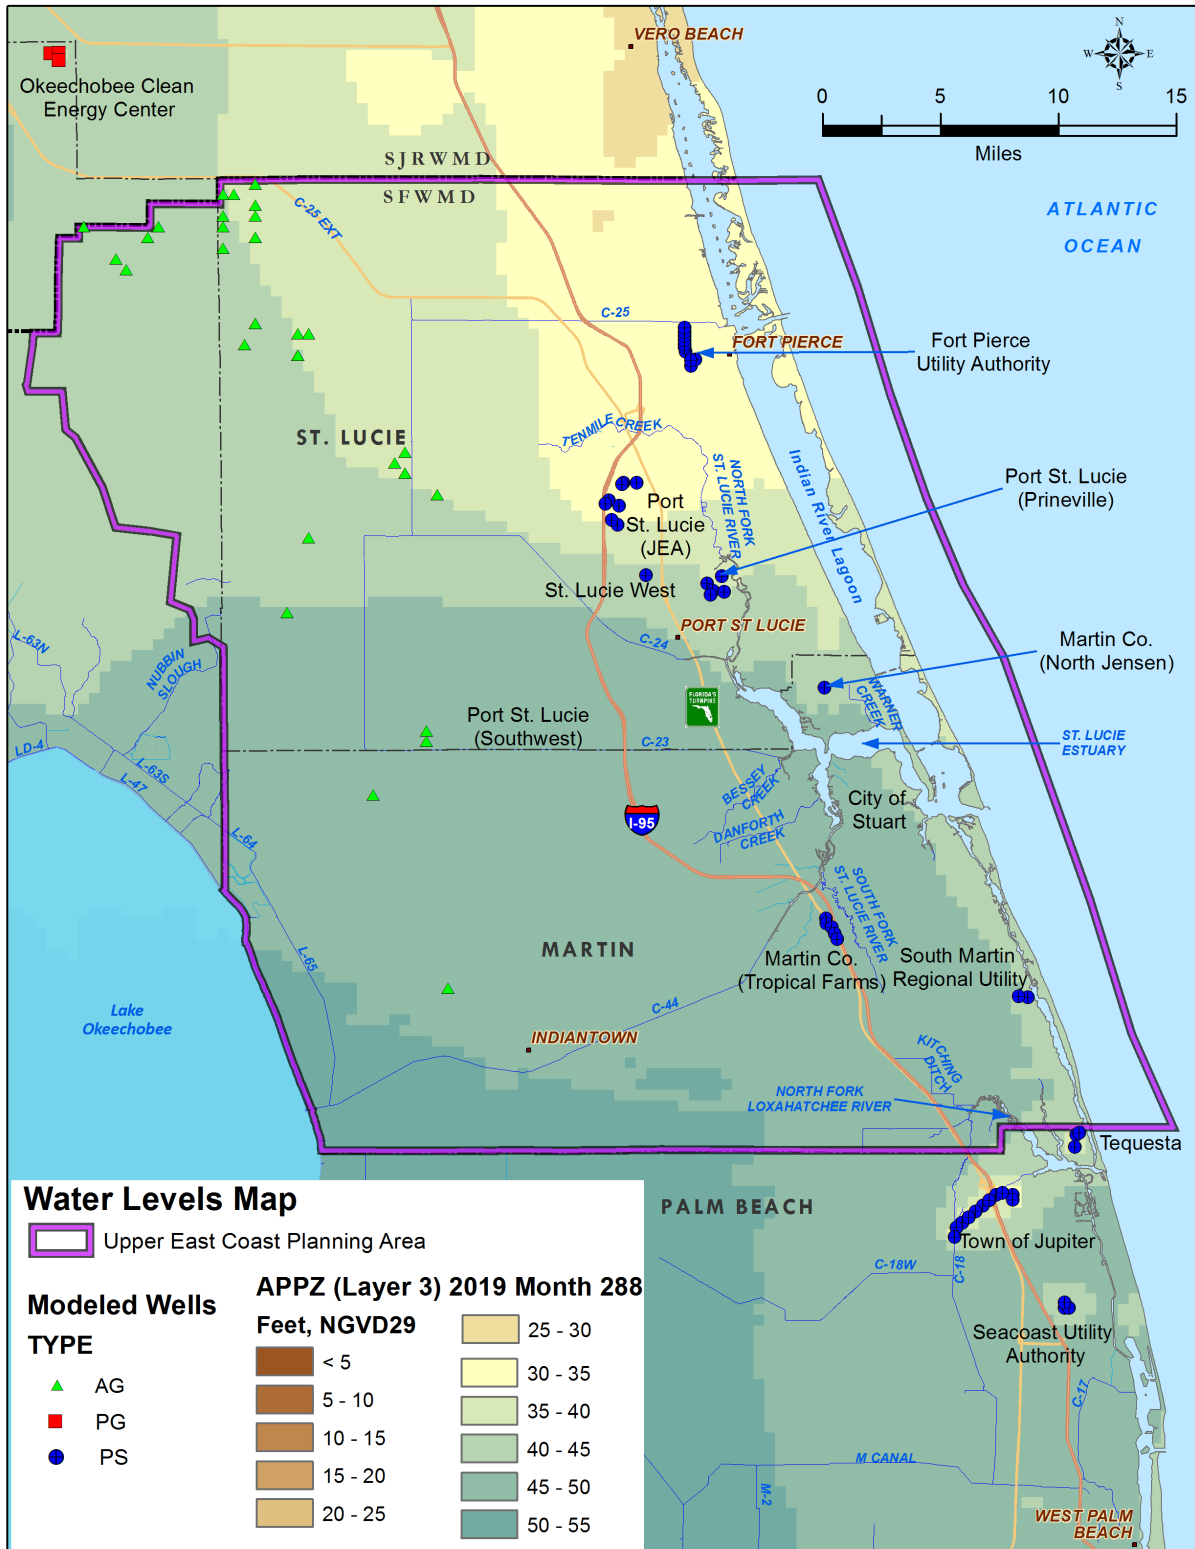 VERO BEACH
N
W
E
S
Okeechobee Clean
Energy Center
0
5
10
15
Miles
SJRWMD
SFWMD
C-25 EXT
ATLANTIC
OCEAN
C-25
FORT PIERCE
Fort Pierce
Utility Authority
ST. LUCIE
TENMILE CREEK
NORTH FORK
ST. LUCIE RIVER
Indian River Lagoon
Port St. Lucie
(Prineville)
Port
St. Lucie
(JEA)
St. Lucie West
PORT ST LUCIE
C-24
L-63N
NUBBIN
SLOUGH
Martin Co.
(North Jensen)
WARNER
CREEK
FLORIDA'S
TURNPIKE
Port St. Lucie
(Southwest)
C-23
ST. LUCIE
ESTUARY
LD-4
L-63S
L-47
BESSEY
CREEK
City of
Stuart
I-95
DANFORTH
CREEK
L-64
SOUTH FORK
ST. LUCIE RIVER
MARTIN
L-65
Martin Co.
(Tropical Farms)
South Martin
Regional Utility
C-44
Lake
Okeechobee
INDIANTOWN
KITCHING
DITCH
NORTH FORK
LOXAHATCHEE RIVER
Tequesta
PALM BEACH
Town of Jupiter
C-18W
C-18
Seacoast Utility
Authority
C-17
M CANAL
M-2
WEST PALM
BEACH
Water Levels Map
Upper East Coast Planning Area
Modeled Wells
TYPE
AG
PG
PS
APPZ (Layer 3) 2019 Month 288
Feet, NGVD29
< 5
5 - 10
10 - 15
15 - 20
20 - 25
25 - 30
30 - 35
35 - 40
40 - 45
45 - 50
50 - 55